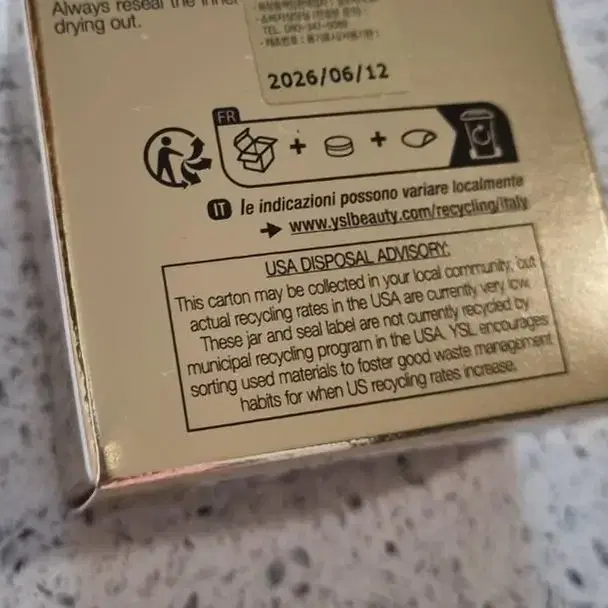 Always reseal the inner
drying out.
2026/06/12
FR
+ +
IT le indicazioni possono variare localmente
www.yslbeauty.com/recycling/italy
USA DISPOSAL ADVISORY:
This carton may be collected in your local community, but
actual recycling rates in the USA are currently very low.
These jar and seal label are not currently recycled by
municipal recycling program in the USA. YSL encourages
sorting used materials to foster good waste management
habits for when US recycling rates increase.